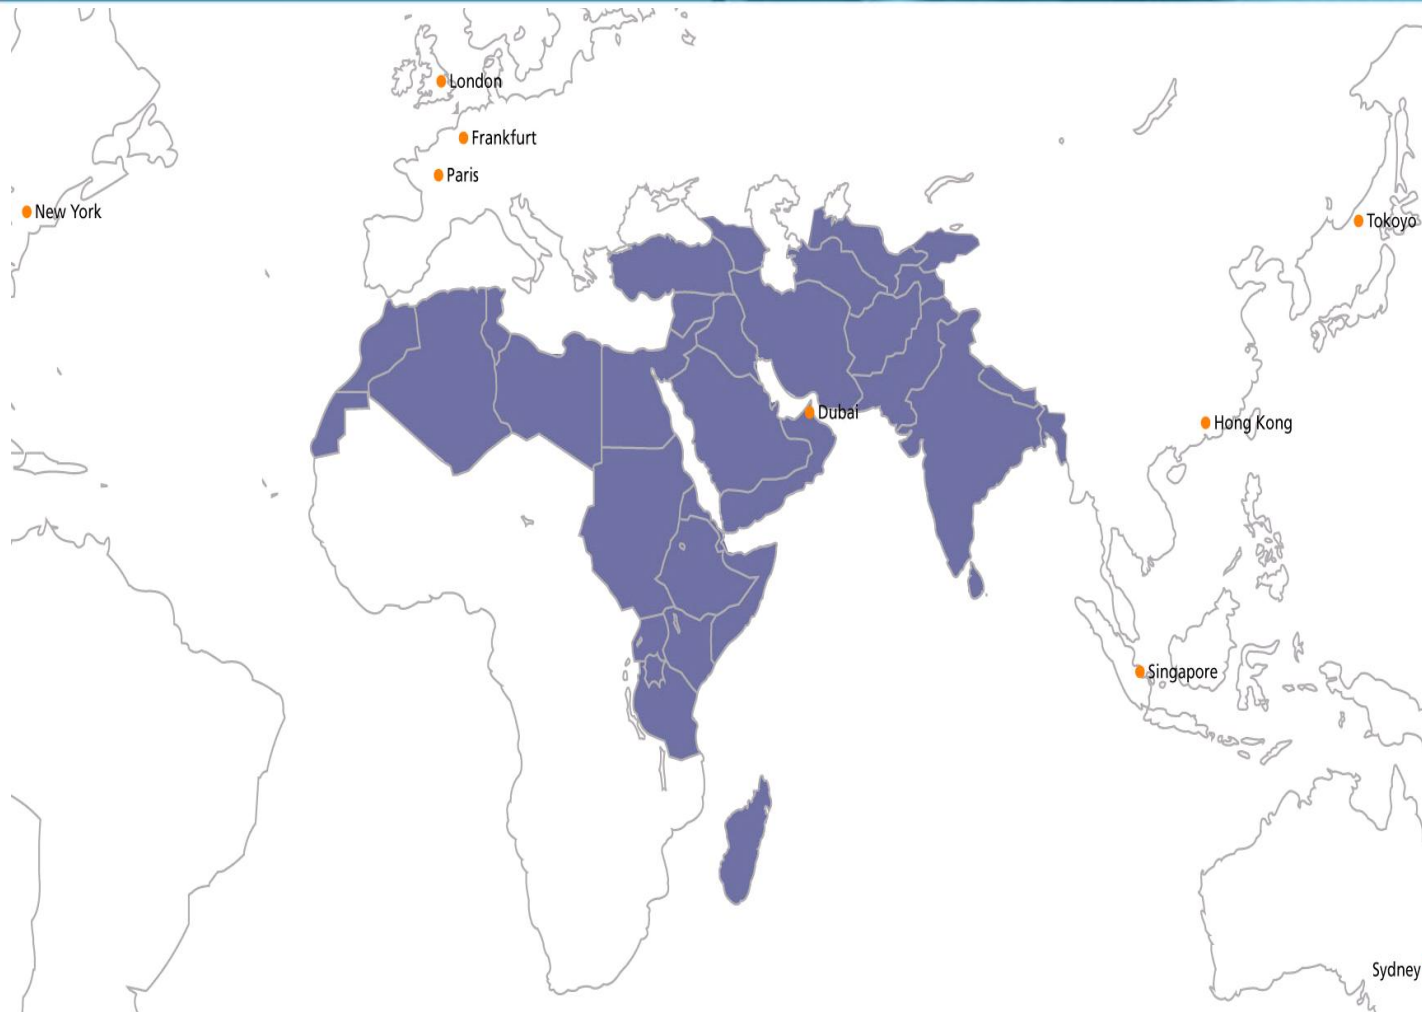 London
Frankfurt
Paris
New York
Tokoyo
Dubai
Hong Kong
Singapore
Sydney